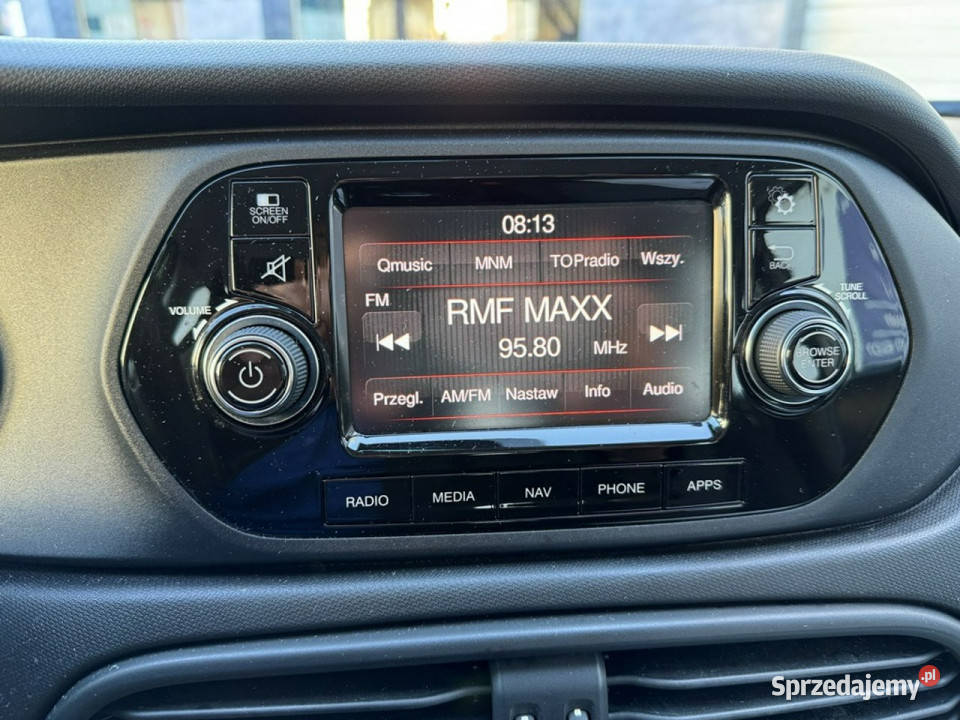 SCREEN
ON/OFF
VOLUME
08:13
Qmusic MNM TOPradio Wszy.
FM
RMF MAXX
95.80 MHz
Przegl. AM/FM Nastaw Info Audio
BACK
TUNE
SCROLL
BROWSE
ENTER
RADIO MEDIA NAV PHONE APPS
Sprzedajemy.pl